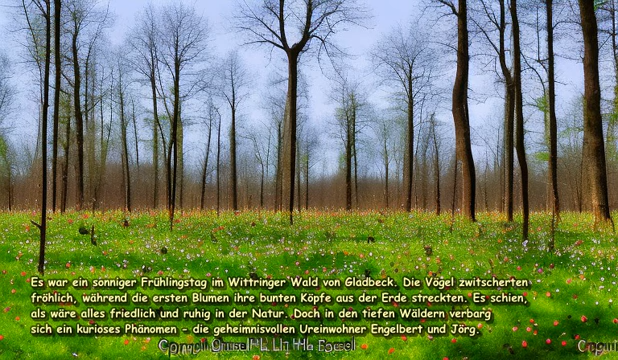 Es war ein sonniger Frühlingstag im Wittringer Wald von Gladbeck. Die Vögel zwitscherten
fröhlich, während die ersten Blumen ihre bunten Köpfe aus der Erde streckten. Es schien,
als wäre alles friedlich und ruhig in der Natur. Doch in den tiefen Wäldern verbarg
sich ein kurioses Phänomen - die geheimnisvollen Ureinwohner Engelbert und Jörg.